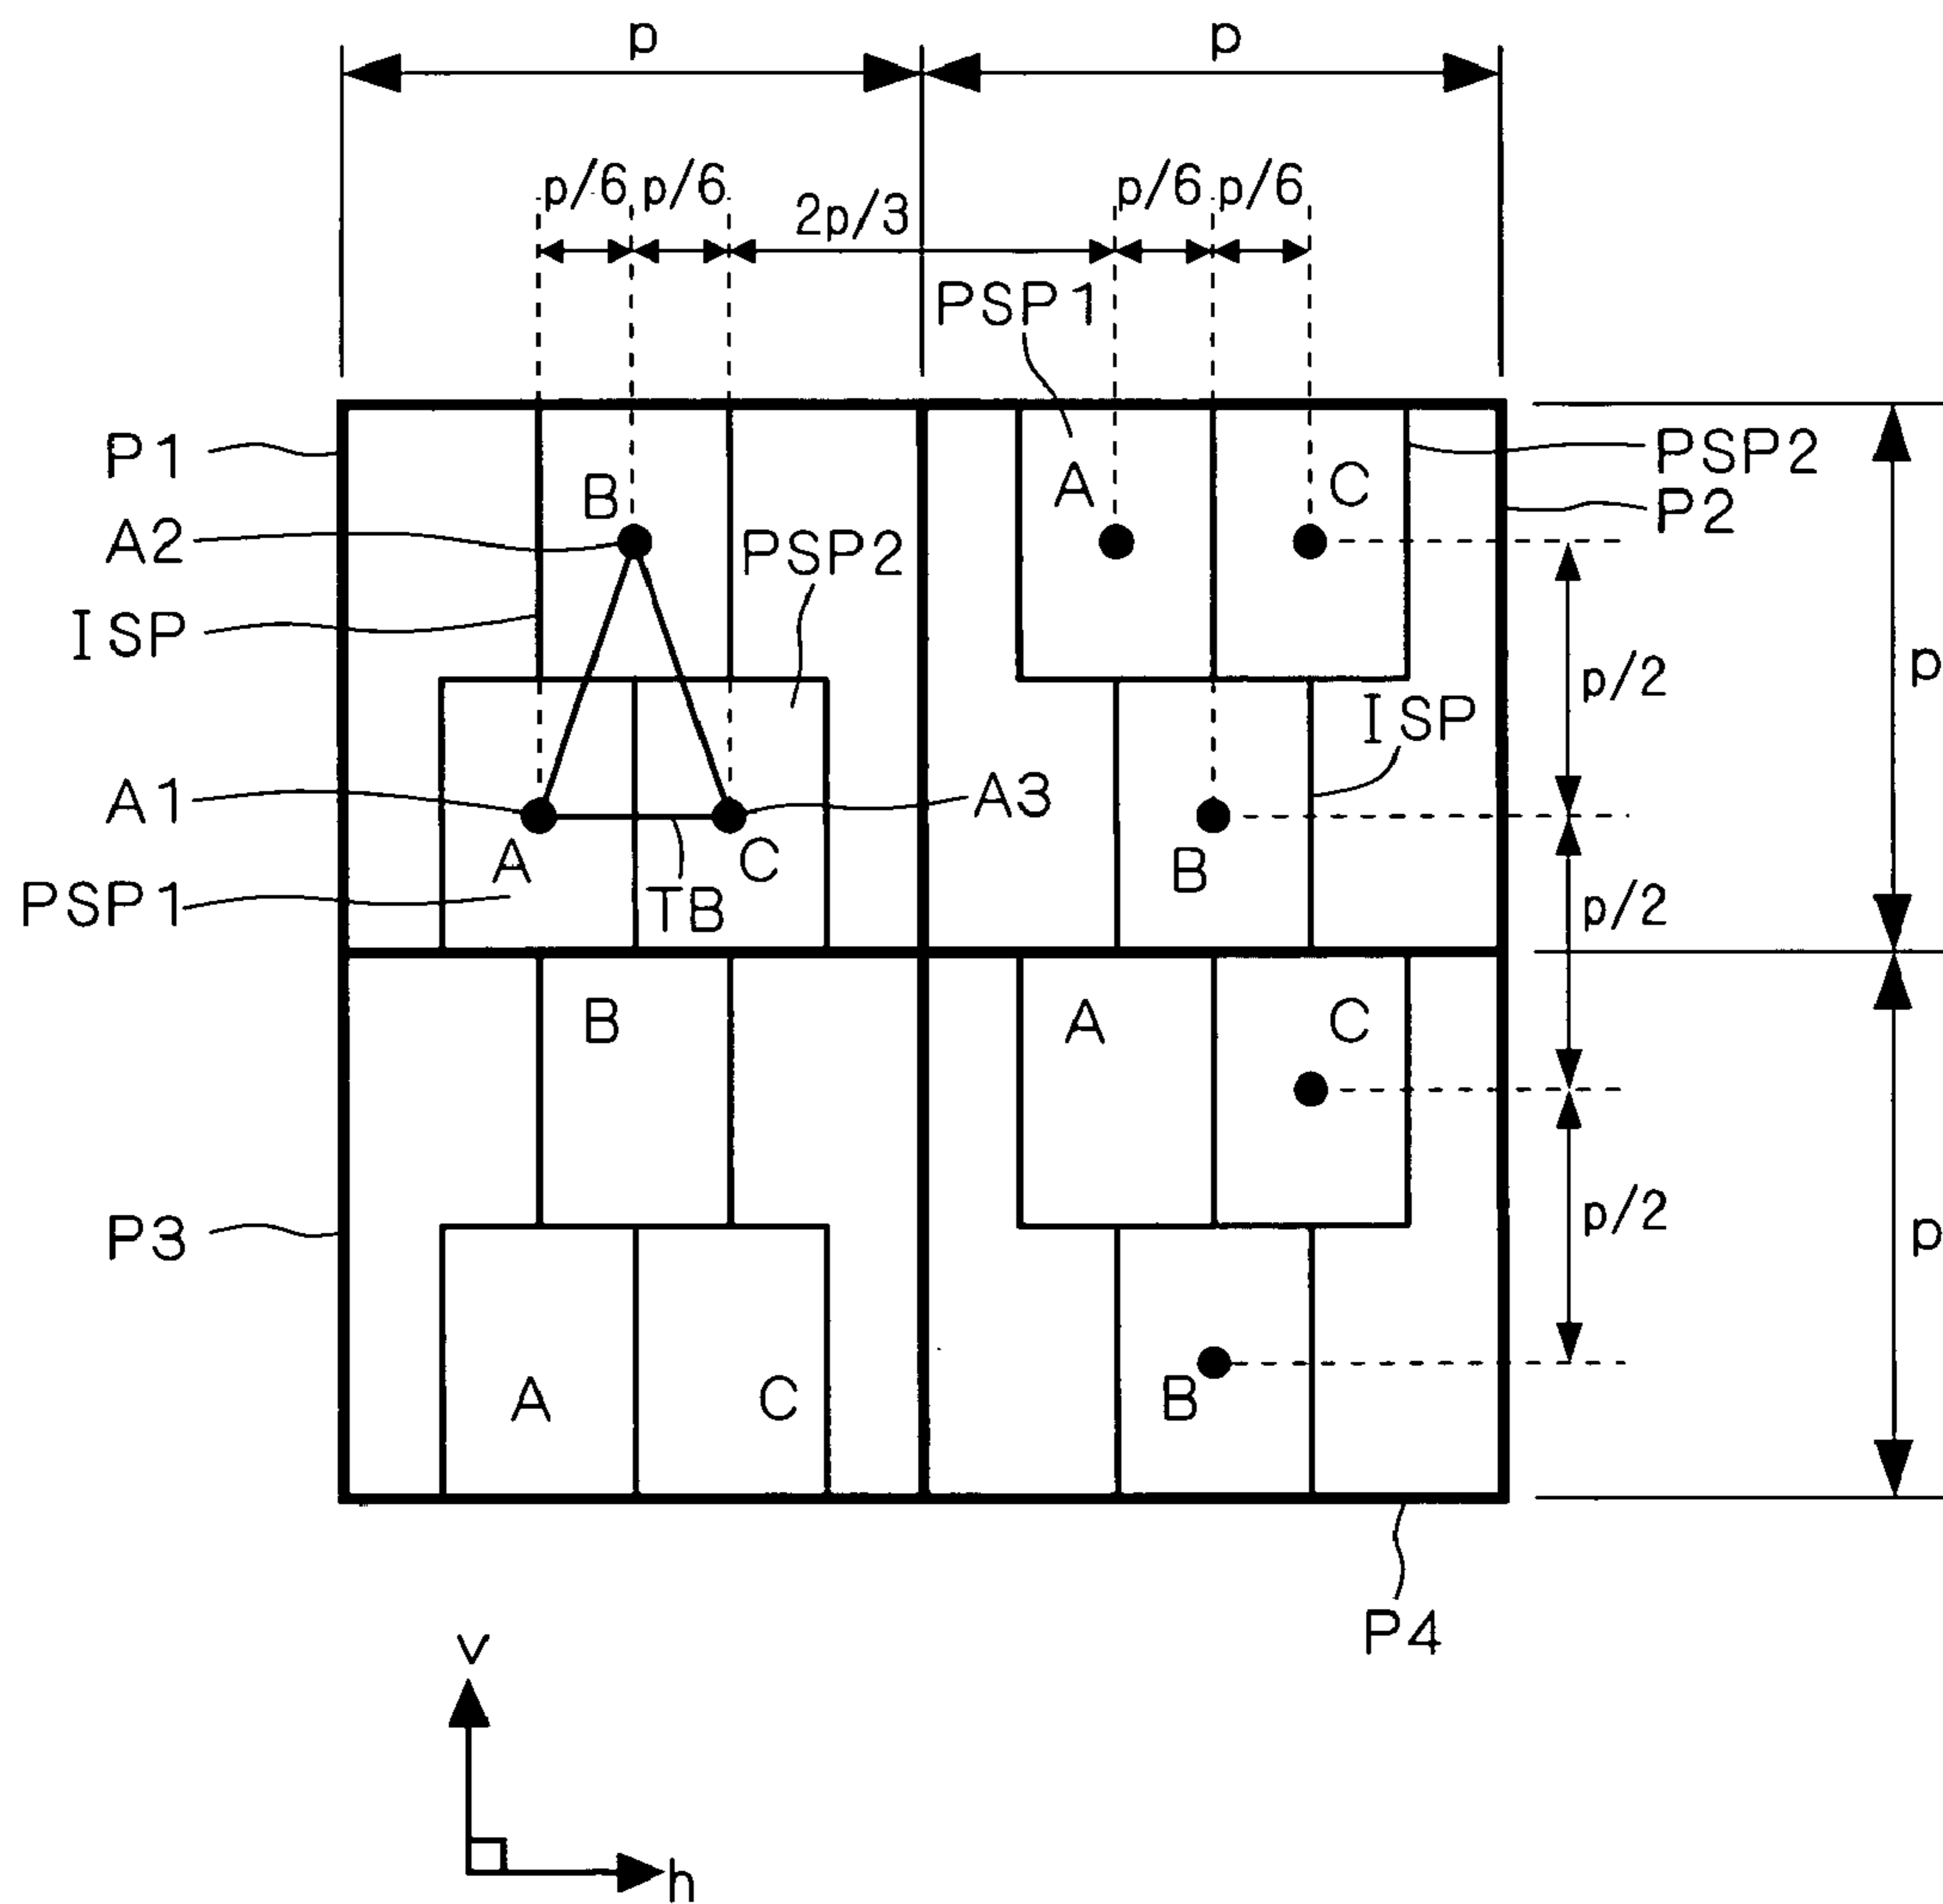 p p
p/6 p/6 2p/3 p/6 p/6
PSP1
P1 B A C PSP2
A2 PSP2 P2
ISP p/2 p
ISP
A1 A3
A C B
PSP1 TB p/2
B A C
P3 p/2 p
A C B
P4
v
h